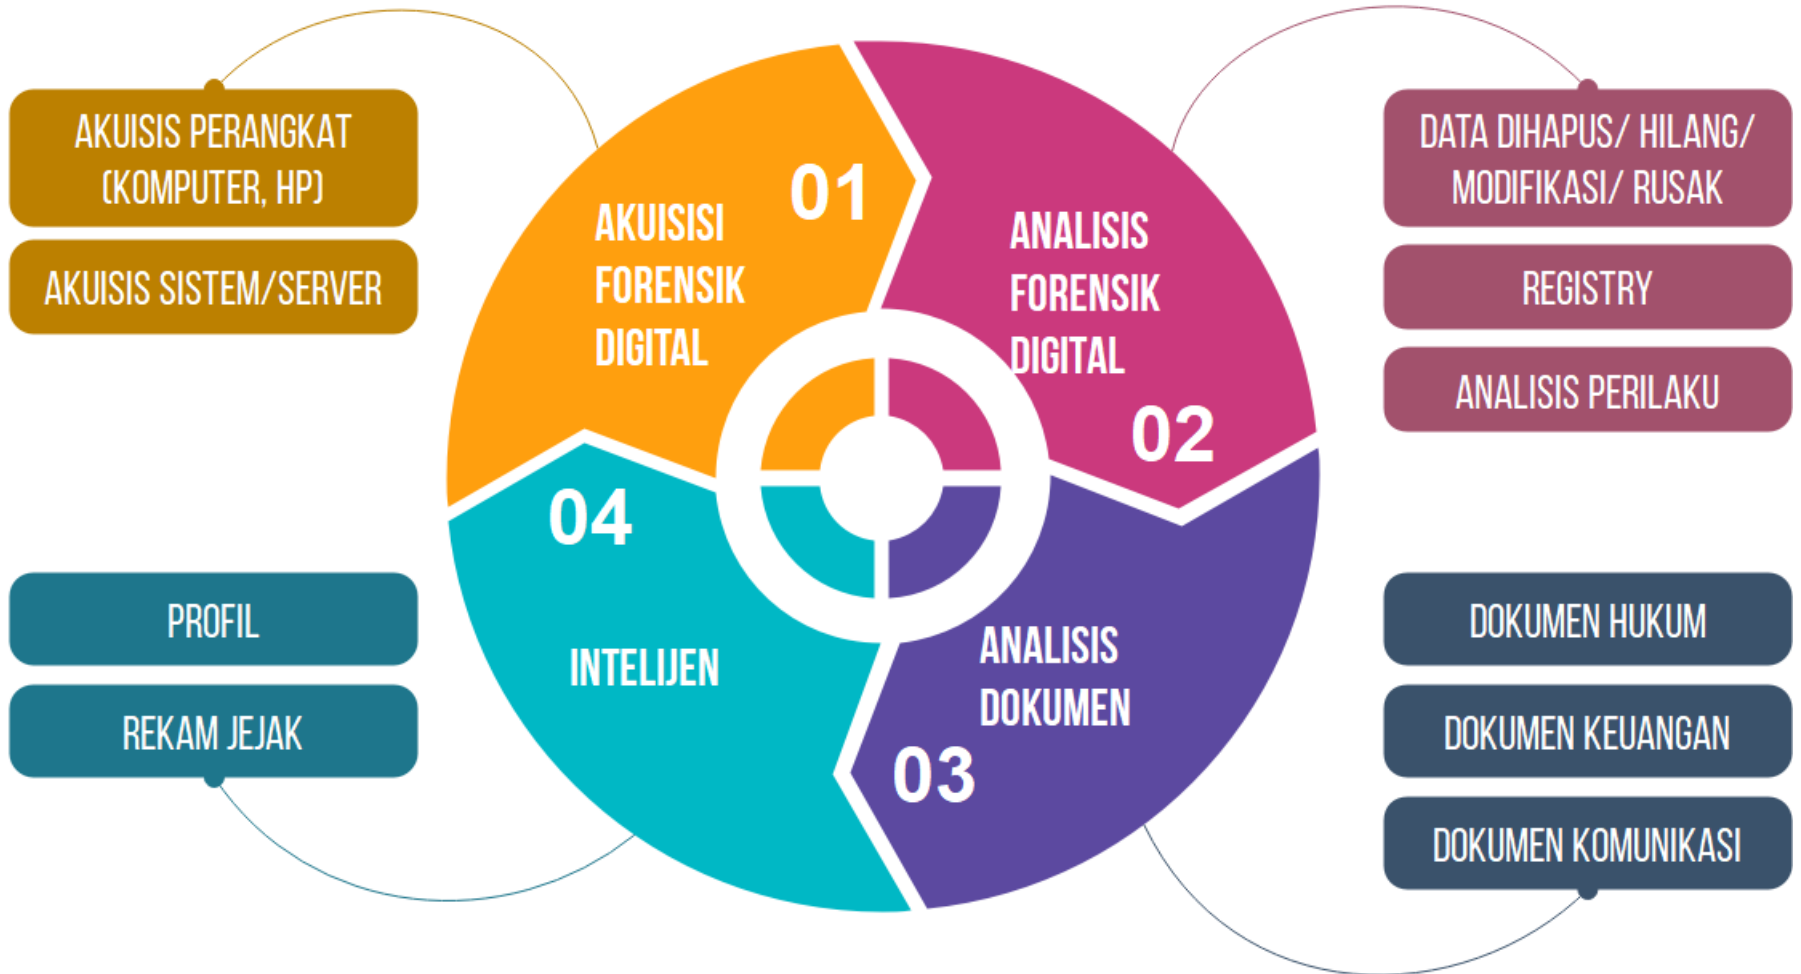 AKUISIS PERANGKAT
(KOMPUTER, HP)
AKUISIS SISTEM/SERVER
01
AKUISISI
FORENSIK
DIGITAL
ANALISIS
FORENSIK
DIGITAL
02
DATA DIHAPUS/ HILANG/
MODIFIKASI/ RUSAK
REGISTRY
ANALISIS PERILAKU
04
INTELIJEN
PROFIL
REKAM JEJAK
ANALISIS
DOKUMEN
03
DOKUMEN HUKUM
DOKUMEN KEUANGAN
DOKUMEN KOMUNIKASI